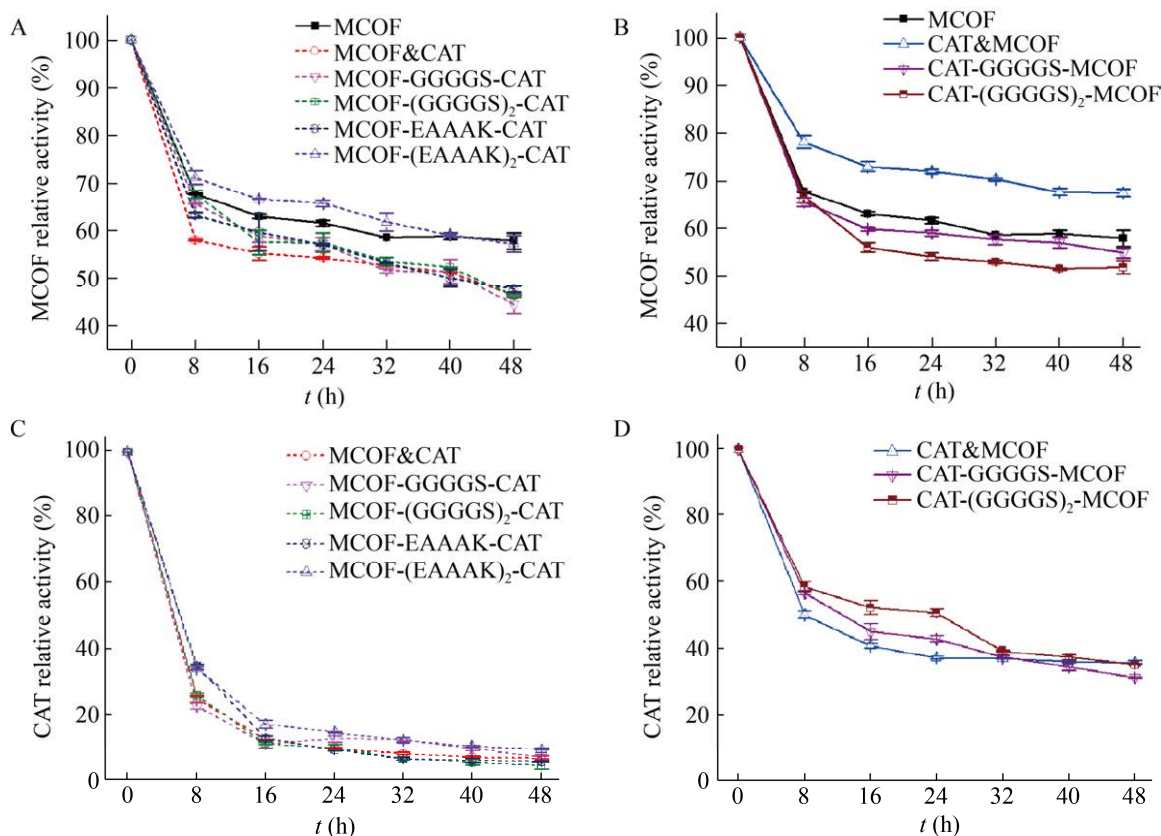 A
MCOF relative activity (%)
100
90
80
70
60
50
40
0 8 16 24 32 40 48
t (h)
MCOF
MCOF&CAT
MCOF-GGGGS-CAT
MCOF-(GGGGS)₂-CAT
MCOF-EAAAK-CAT
MCOF-(EAAAK)₂-CAT
B
MCOF relative activity (%)
100
90
80
70
60
50
40
0 8 16 24 32 40 48
t (h)
MCOF
CAT&MCOF
CAT-GGGGS-MCOF
CAT-(GGGGS)₂-MCOF
C
CAT relative activity (%)
100
80
60
40
20
0
0 8 16 24 32 40 48
t (h)
MCOF&CAT
MCOF-GGGGS-CAT
MCOF-(GGGGS)₂-CAT
MCOF-EAAAK-CAT
MCOF-(EAAAK)₂-CAT
D
CAT relative activity (%)
100
80
60
40
20
0
0 8 16 24 32 40 48
t (h)
CAT&MCOF
CAT-GGGGS-MCOF
CAT-(GGGGS)₂-MCOF